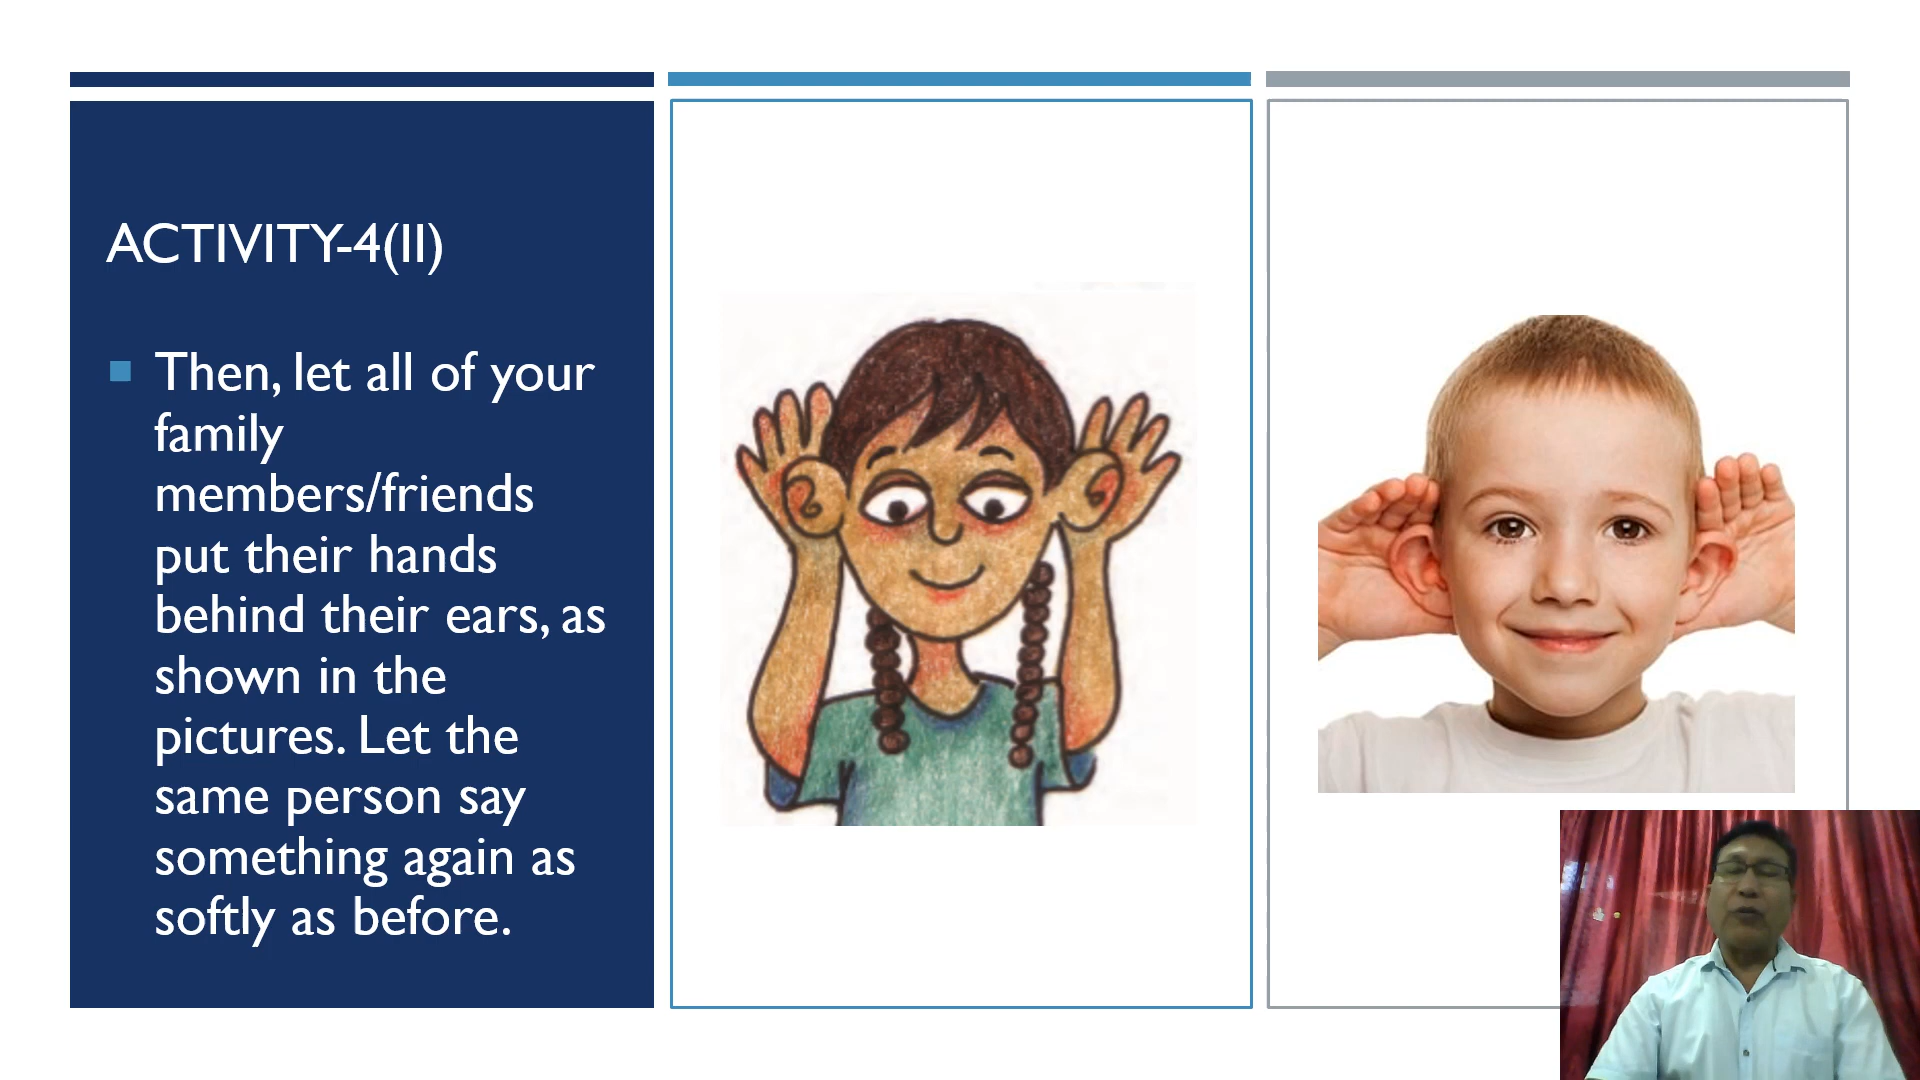 ACTIVITY-4(II)
Then, let all of your
family
members/friends
put their hands
behind their ears, as
shown in the
pictures. Let the
same person say
something again as
softly as before.